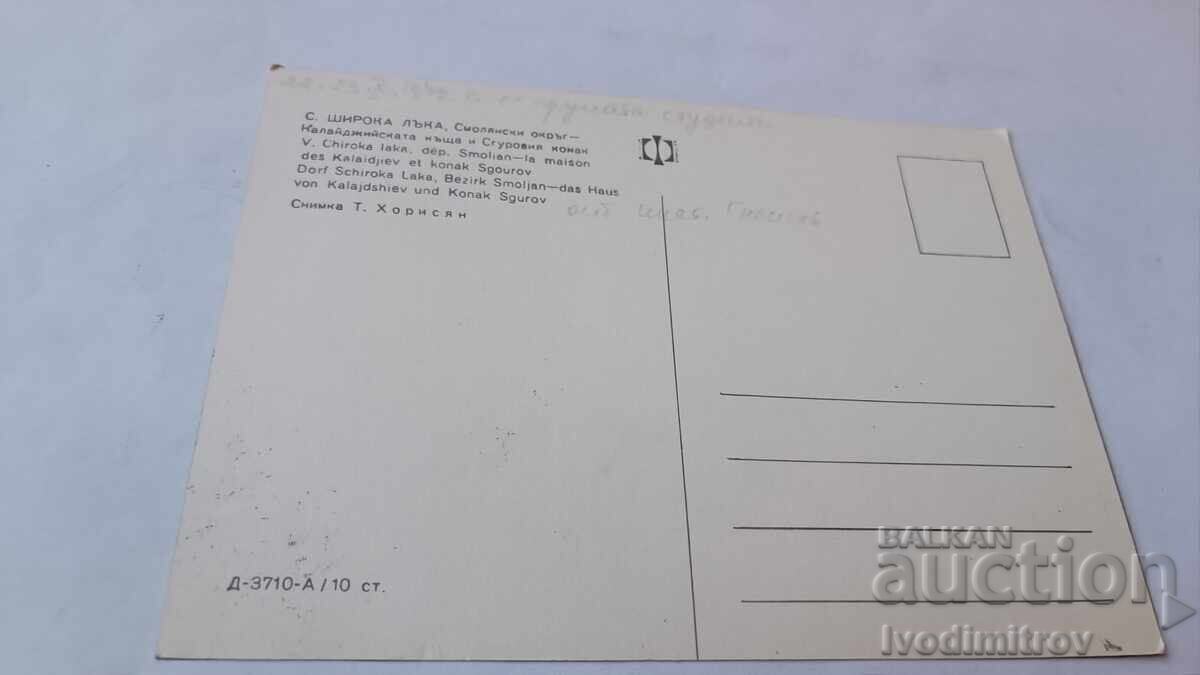 С. ШИРОКА ЛЪКА, Смолянски окръг—
Калайджийската къща и Сгуровия конак
V. Chiroka laka, dép. Smolian—la maison
des Kalaidjiev et konak Sgourov
Dorf Schiroka Laka, Bezirk Smoljan—das Haus
von Kalajdshiev und Konak Sgurov
Снимка Т. Хорисян
Д-3710-А / 10 ст.
BALKAN
auction
Ivodimitrov